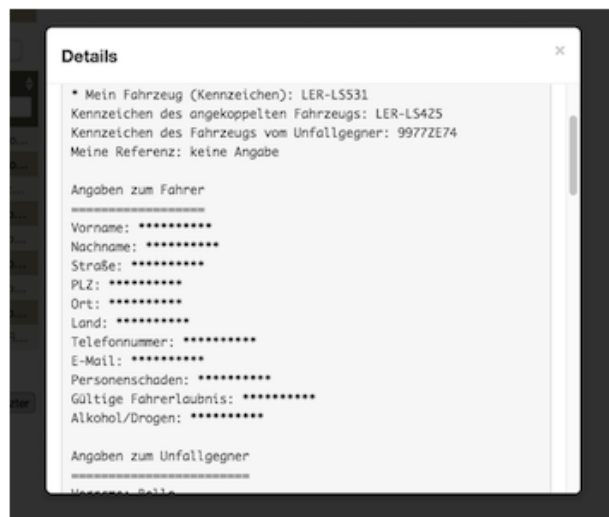 Details
×
* Mein Fahrzeug (Kennzeichen): LER-LS531
Kennzeichen des angekoppelten Fahrzeugs: LER-LS425
Kennzeichen des Fahrzeugs vom Unfallgegner: 9977ZE74
Meine Referenz: keine Angabe
Angaben zum Fahrer
==================
Vorname: **********
Nachname: **********
Straße: **********
PLZ: **********
Ort: **********
Land: **********
Telefonnummer: **********
E-Mail: **********
Personenschaden: **********
Gültige Fahrerlaubnis: **********
Alkohol/Drogen: **********
Angaben zum Unfallgegner
========================